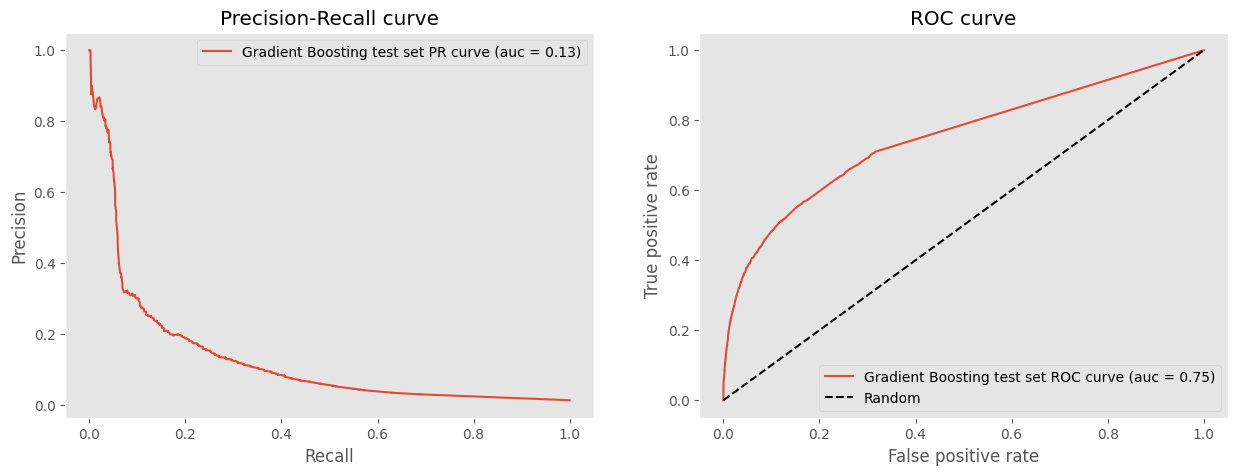 Precision-Recall curve
Gradient Boosting test set PR curve (auc = 0.13)
1.0
0.8
0.6
0.4
0.2
0.0
Precision
0.0 0.2 0.4 0.6 0.8 1.0
Recall
ROC curve
1.0
0.8
0.6
0.4
0.2
0.0
True positive rate
Gradient Boosting test set ROC curve (auc = 0.75)
Random
0.0 0.2 0.4 0.6 0.8 1.0
False positive rate